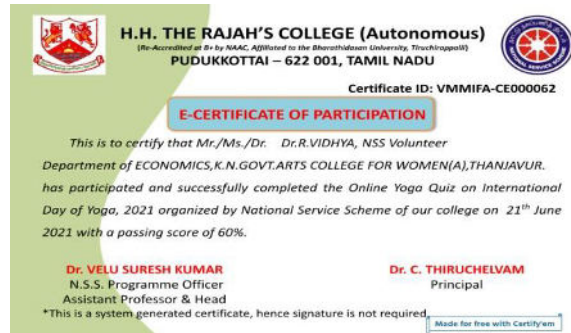 H.H. THE RAJAH'S COLLEGE (Autonomous)
(Re-Accredited at B+ by NAAC, Affiliated to the Bharathidasan University, Tiruchirappalli)
PUDUKKOTTAI – 622 001, TAMIL NADU
Certificate ID: VMMIFA-CE000062
E-CERTIFICATE OF PARTICIPATION
This is to certify that Mr./Ms./Dr. Dr.R.VIDHYA, NSS Volunteer
Department of ECONOMICS,K.N.GOVT.ARTS COLLEGE FOR WOMEN(A),THANJAVUR.
has participated and successfully completed the Online Yoga Quiz on International
Day of Yoga, 2021 organized by National Service Scheme of our college on 21th June
2021 with a passing score of 60%.
Dr. VELU SURESH KUMAR Dr. C. THIRUCHELVAM
N.S.S. Programme Officer Principal
Assistant Professor & Head
*This is a system generated certificate, hence signature is not required.
Made for free with Certify'em